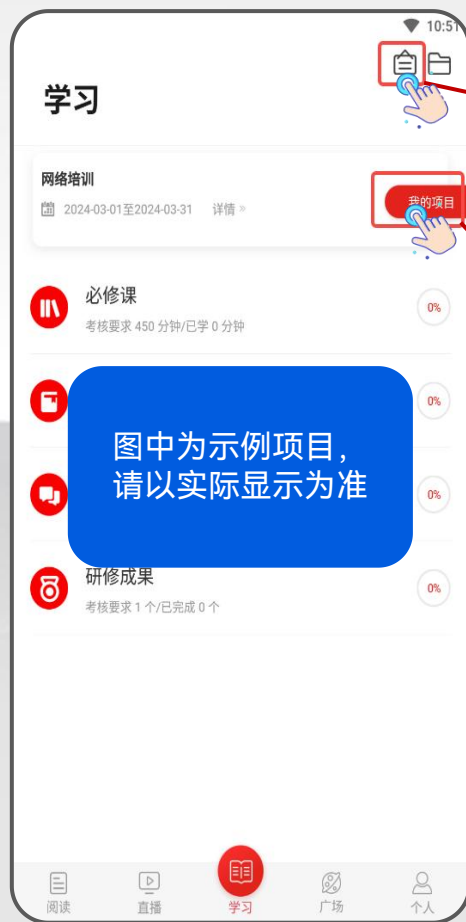 10:51
学习
网络培训
2024-03-01至2024-03-31 详情 »
我的项目
必修课
0%
考核要求 450 分钟/已学 0 分钟
0%
图中为示例项目，
请以实际显示为准
0%
研修成果
0%
考核要求 1 个/已完成 0 个
阅读 直播 学习 广场 个人